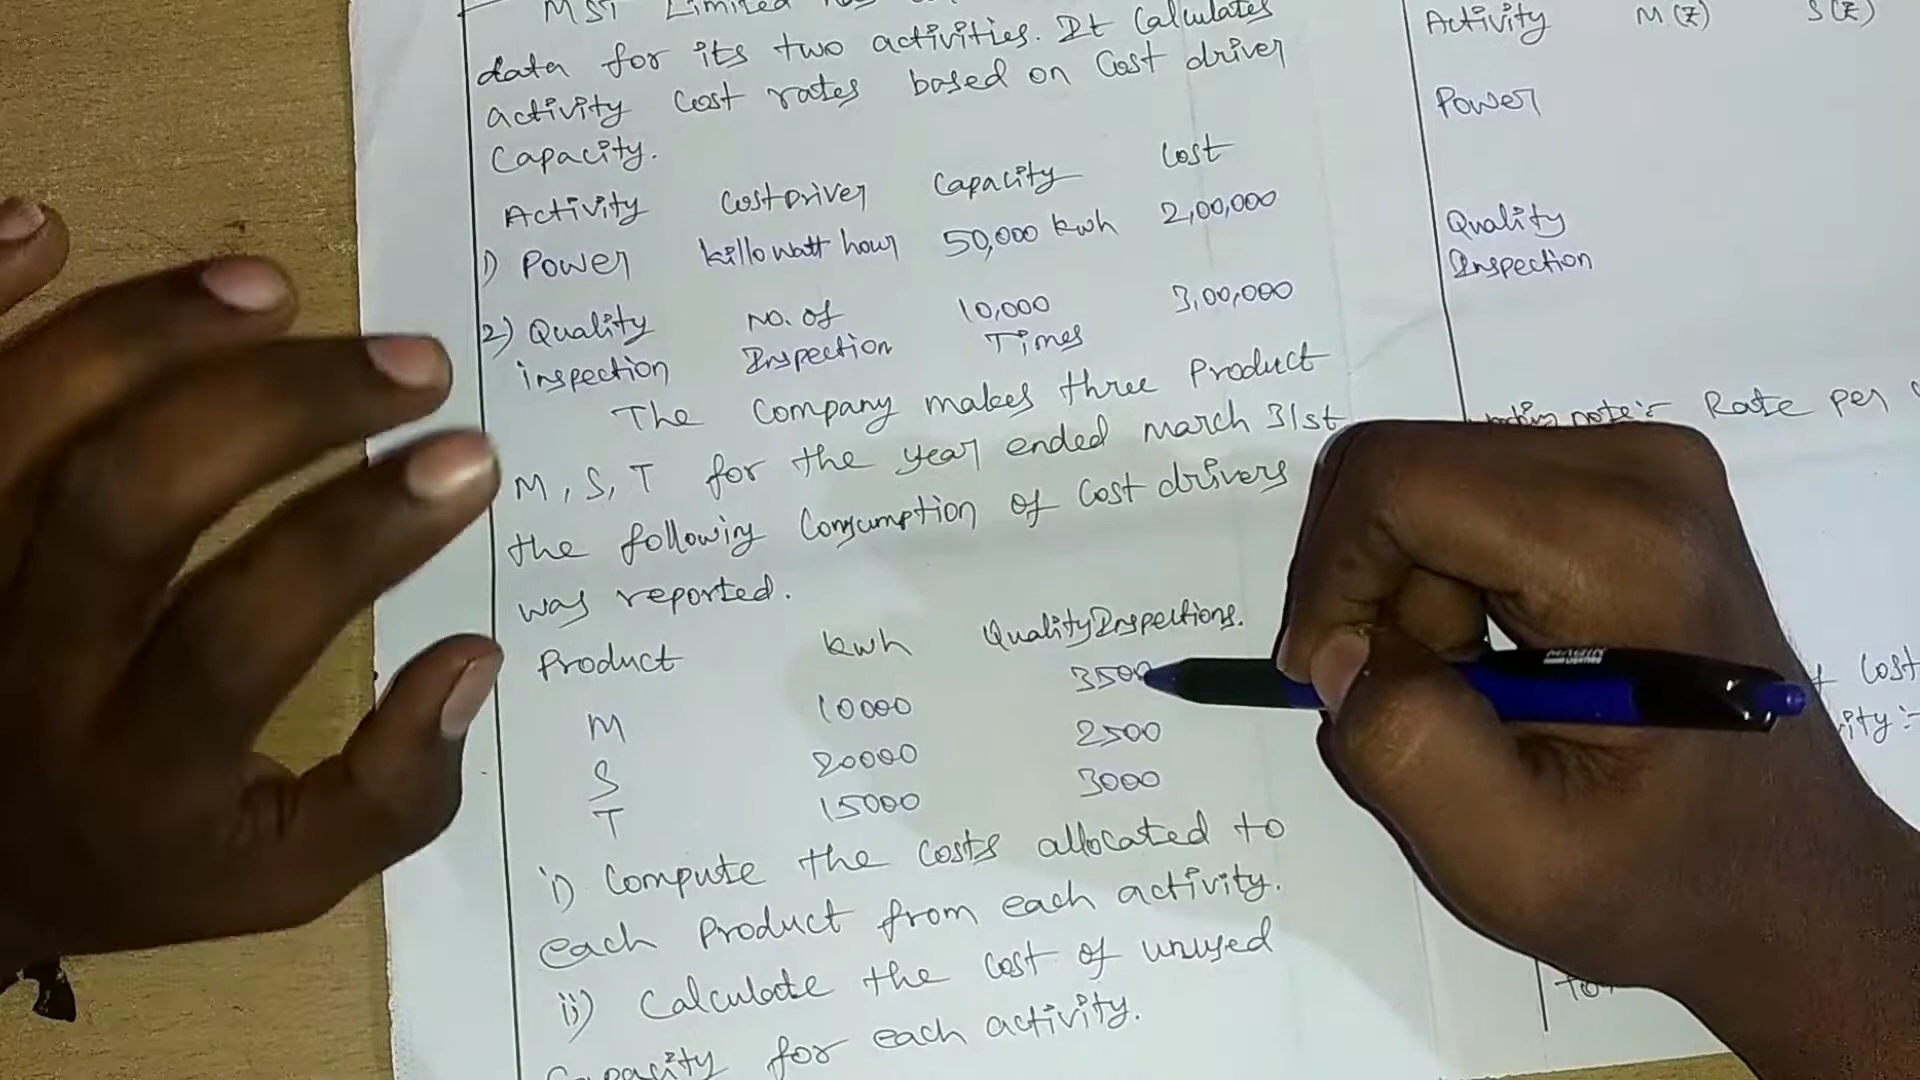 MST Limited has
data for its two activities. It calculates
activity cost rates based on cost driver
Capacity.
Activity Cost Driver Capacity Cost
1) Power killowatt hour 50,000 kwh 2,00,000
2) Quality No. of 10,000 3,00,000
inspection Inspection Times
The Company makes three Product
M, S, T for the year ended march 31st
the following Consumption of Cost drivers
was reported.
Product kwh Quality Inspections.
M 10000 3500
S 20000 2500
T 15000 3000
i) Compute the costs allocated to
each Product from each activity.
ii) Calculate the cost of unused
Capacity for each activity.
Activity M (₹) S (₹)
Power
Quality
Inspection
note:- Rate per
Cost